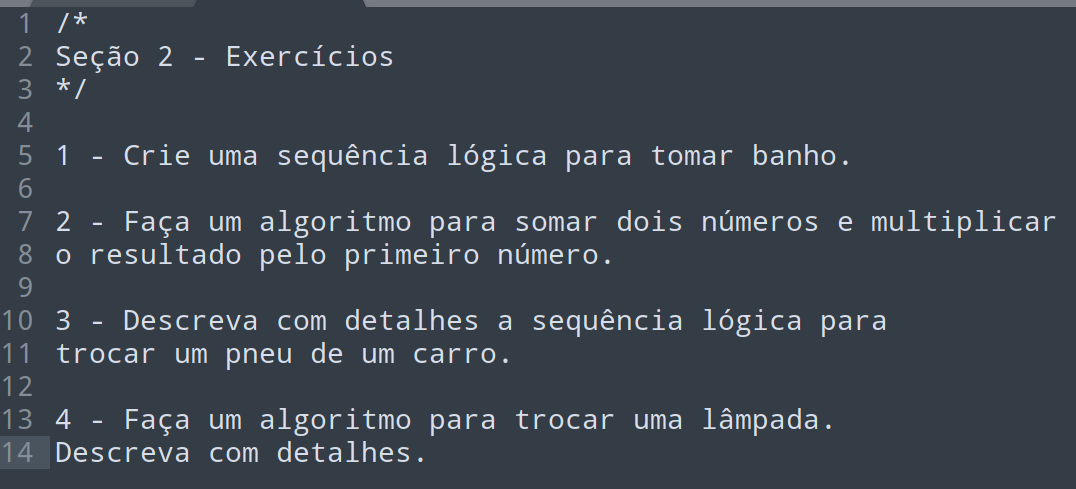 1 /*
2 Seção 2 - Exercícios
3 */
4
5 1 - Crie uma sequência lógica para tomar banho.
6
7 2 - Faça um algoritmo para somar dois números e multiplicar
8 o resultado pelo primeiro número.
9
10 3 - Descreva com detalhes a sequência lógica para
11 trocar um pneu de um carro.
12
13 4 - Faça um algoritmo para trocar uma lâmpada.
14 Descreva com detalhes.